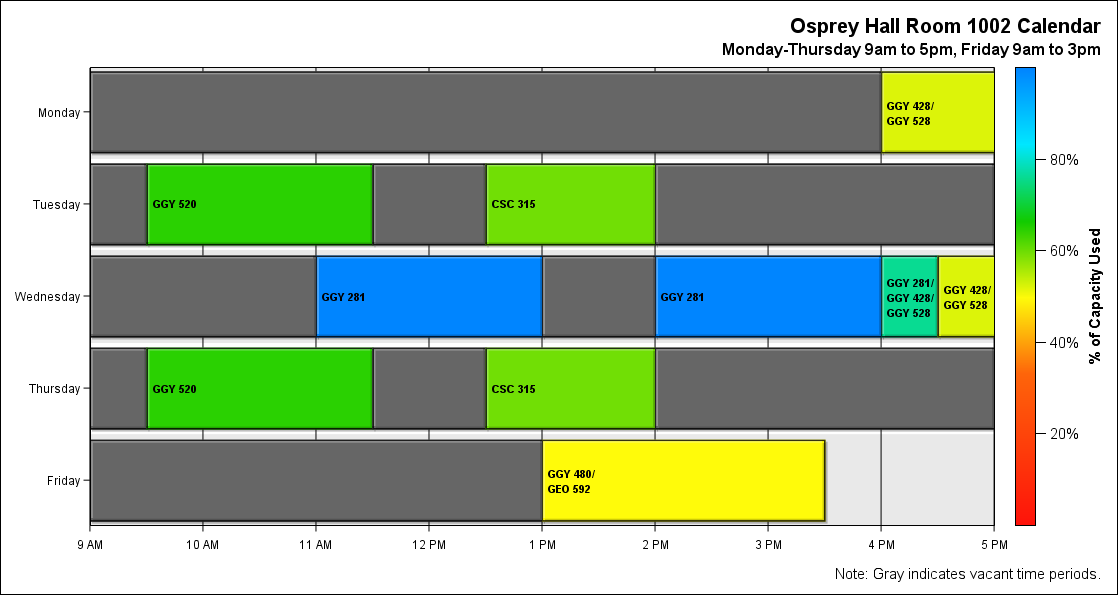 Osprey Hall Room 1002 Calendar
Monday-Thursday 9am to 5pm, Friday 9am to 3pm
Monday
GGY 428/
GGY 528
Tuesday
GGY 520
CSC 315
Wednesday
GGY 281
GGY 281
GGY 281/
GGY 428/
GGY 528
GGY 428/
GGY 528
Thursday
GGY 520
CSC 315
Friday
GGY 480/
GEO 592
9 AM
10 AM
11 AM
12 PM
1 PM
2 PM
3 PM
4 PM
5 PM
80%
60%
40%
20%
% of Capacity Used
Note: Gray indicates vacant time periods.